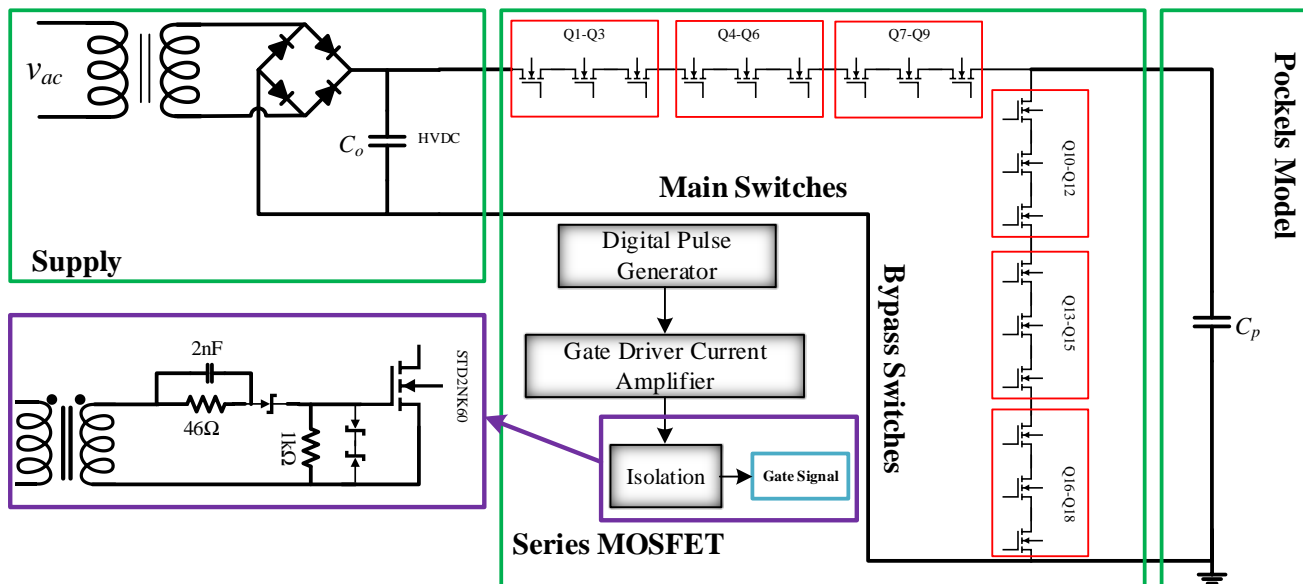 v_ac
C_o
HVDC
Supply
Q1-Q3
Q4-Q6
Q7-Q9
Main Switches
Digital Pulse
Generator
Gate Driver Current
Amplifier
Isolation
Gate Signal
Series MOSFET
Bypass Switches
Q10-Q12
Q13-Q15
Q16-Q18
Pockels Model
C_p
2nF
46Ω
1kΩ
STD2NK60